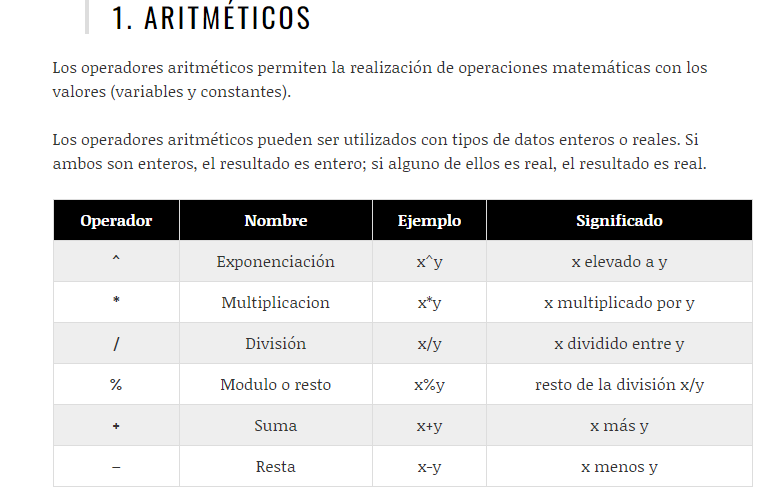 1. ARITMÉTICOS
Los operadores aritméticos permiten la realización de operaciones matemáticas con los
valores (variables y constantes).
Los operadores aritméticos pueden ser utilizados con tipos de datos enteros o reales. Si
ambos son enteros, el resultado es entero; si alguno de ellos es real, el resultado es real.
Operador Nombre Ejemplo Significado
^ Exponenciación x^y x elevado a y
* Multiplicacion x*y x multiplicado por y
/ División x/y x dividido entre y
% Modulo o resto x%y resto de la división x/y
+ Suma x+y x más y
– Resta x-y x menos y